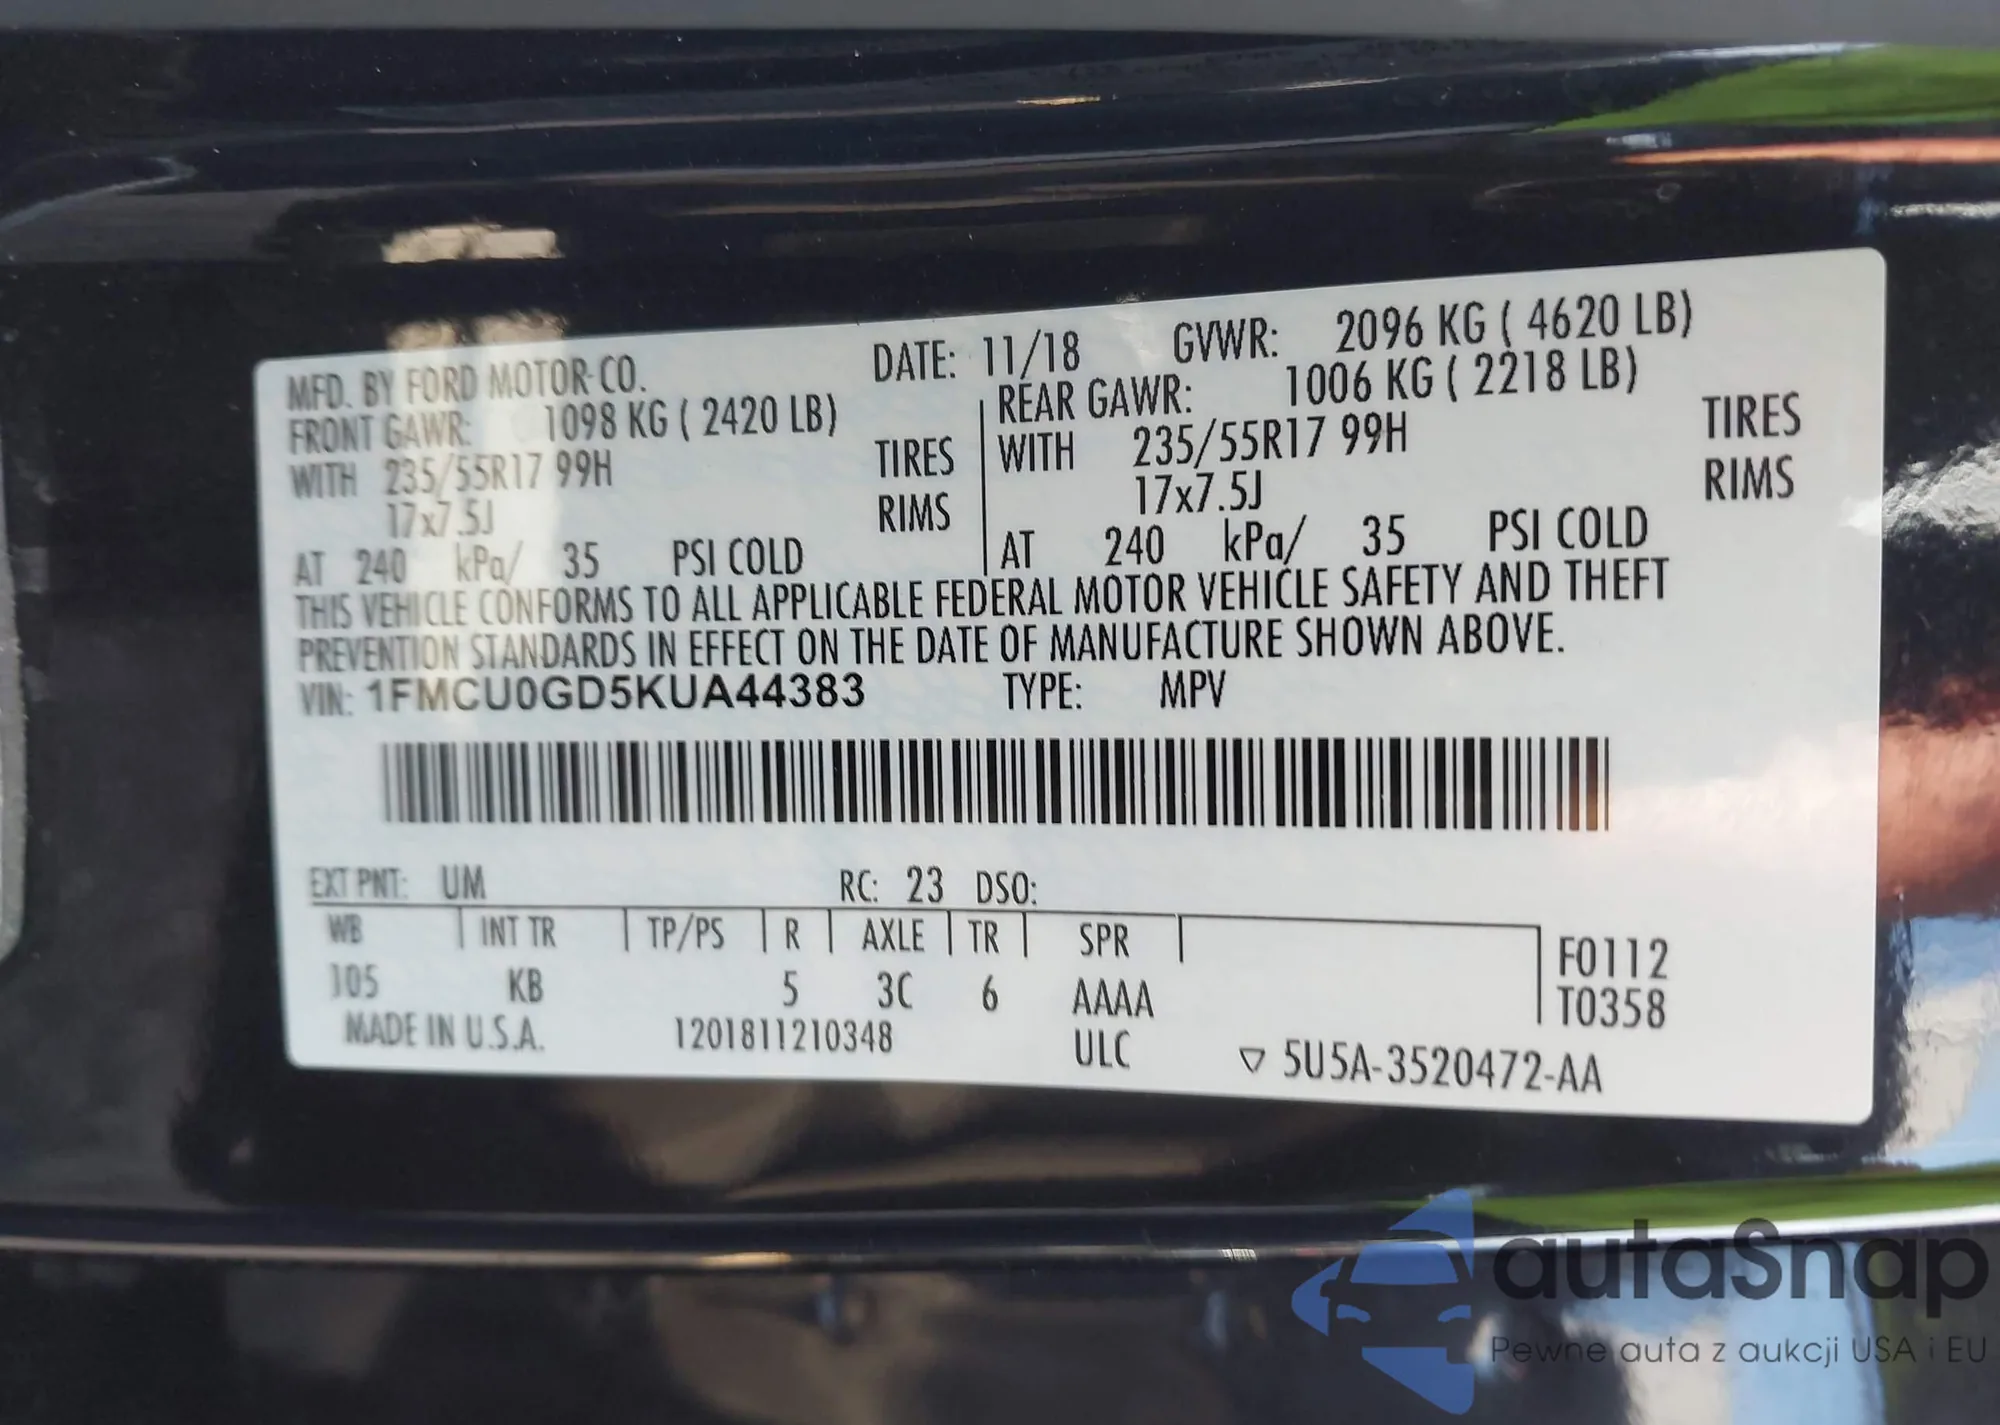 MFD. BY FORD MOTOR CO. DATE: 11/18 GVWR: 2096 KG ( 4620 LB)
FRONT GAWR: 1098 KG ( 2420 LB) REAR GAWR: 1006 KG ( 2218 LB)
WITH 235/55R17 99H TIRES WITH 235/55R17 99H TIRES
17x7.5J RIMS 17x7.5J RIMS
AT 240 kPa/ 35 PSI COLD AT 240 kPa/ 35 PSI COLD
THIS VEHICLE CONFORMS TO ALL APPLICABLE FEDERAL MOTOR VEHICLE SAFETY AND THEFT
PREVENTION STANDARDS IN EFFECT ON THE DATE OF MANUFACTURE SHOWN ABOVE.
VIN: 1FMCU0GD5KUA44383 TYPE: MPV
EXT PNT: UM RC: 23 DSO:
WB INT TR TP/PS R AXLE TR SPR F0112
105 KB 5 3C 6 AAAA T0358
MADE IN U.S.A. 1201811210348 ULC ▽ 5U5A-3520472-AA
autaSnap
Pewne auta z aukcji USA i EU